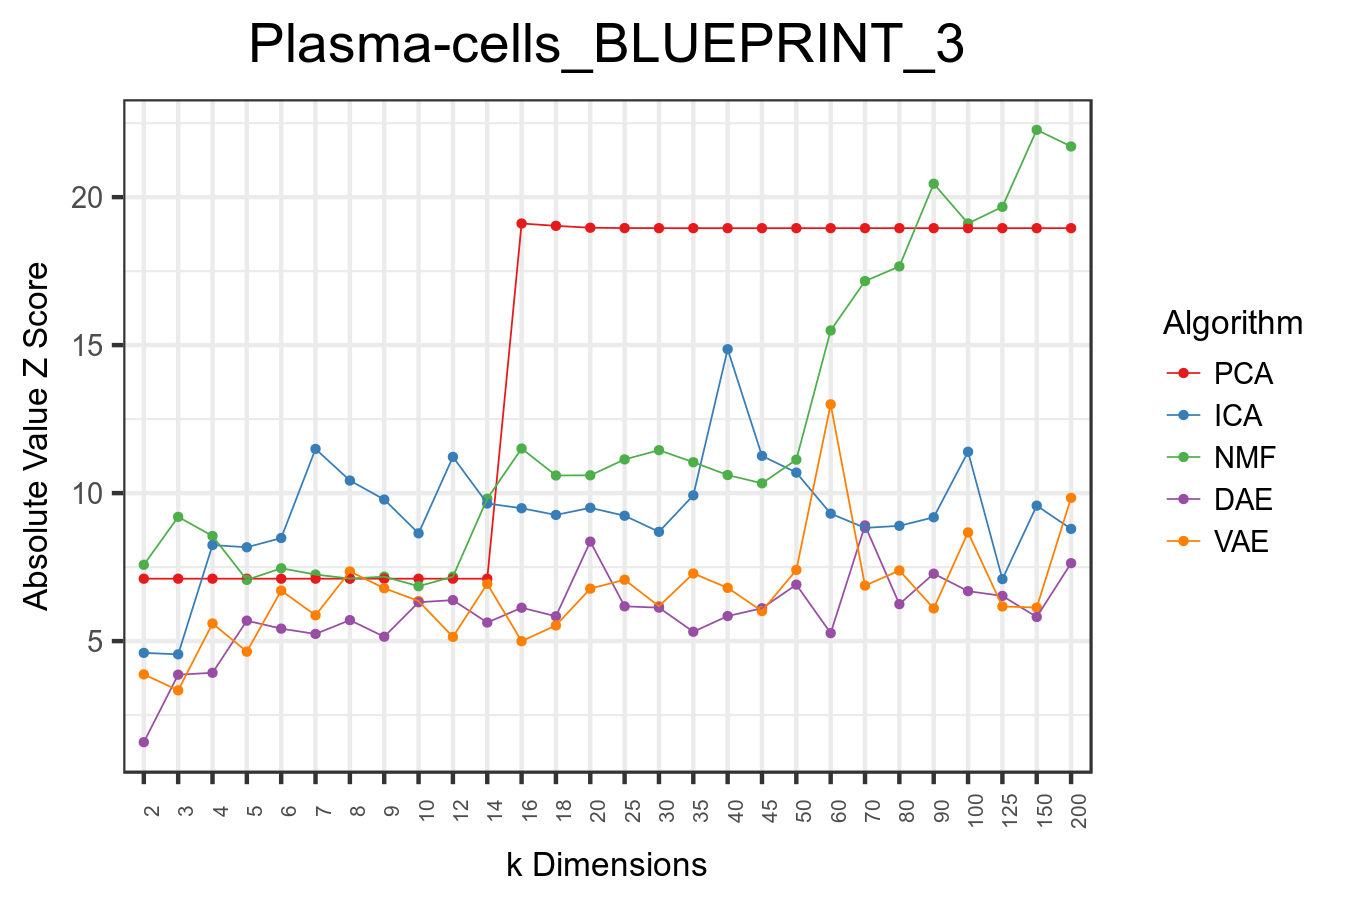 Plasma-cells_BLUEPRINT_3
Absolute Value Z Score
20
15
10
5
2 3 4 5 6 7 8 9 10 12 14 16 18 20 25 30 35 40 45 50 60 70 80 90 100 125 150 200
k Dimensions
Algorithm
PCA
ICA
NMF
DAE
VAE